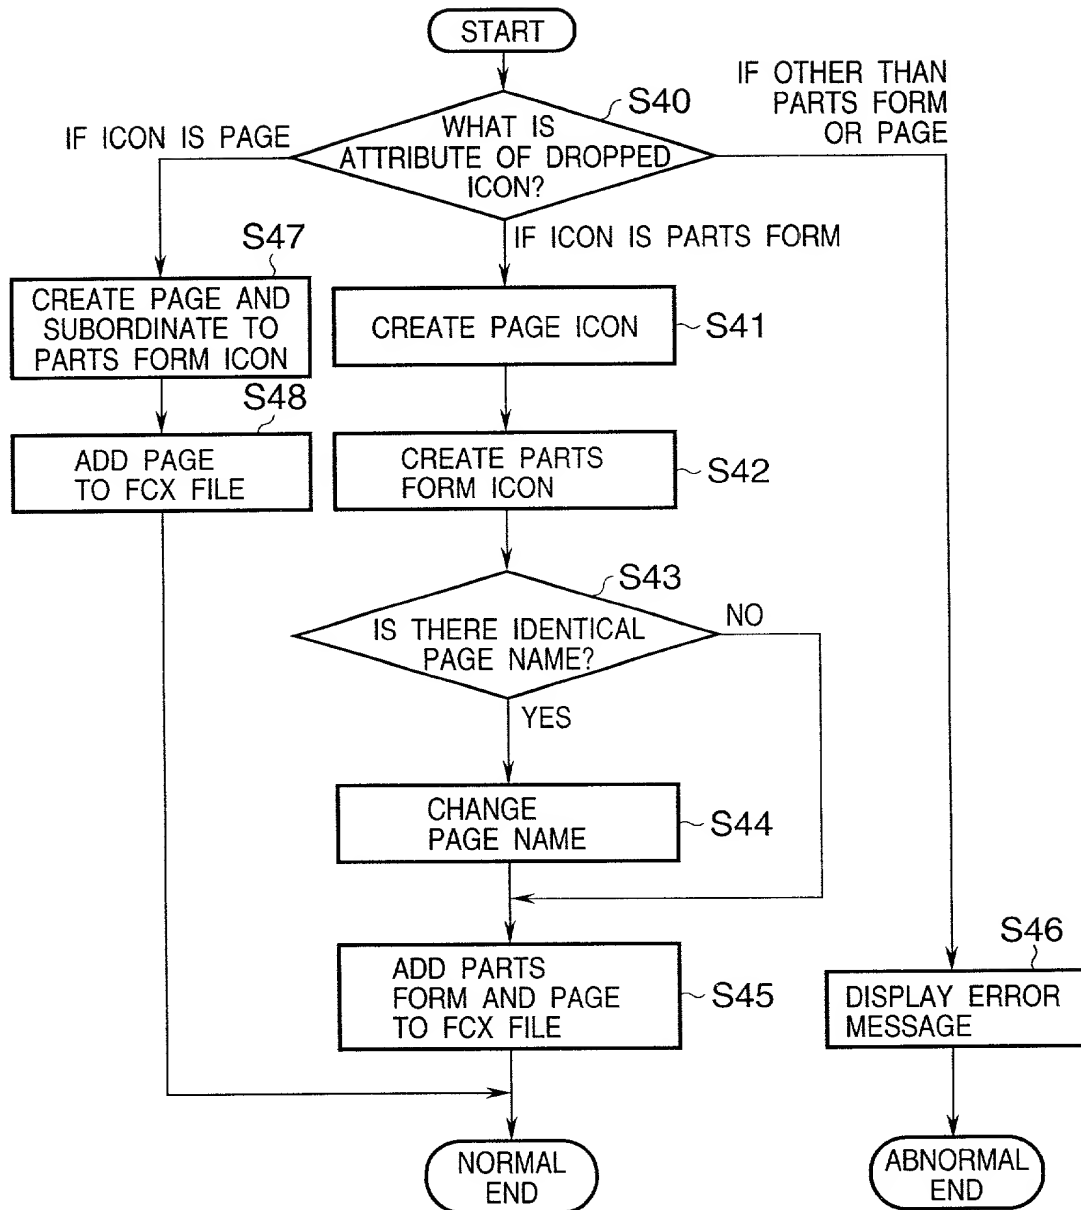 START
S40
IF OTHER THAN
PARTS FORM
OR PAGE
IF ICON IS PAGE
WHAT IS
ATTRIBUTE OF DROPPED
ICON?
IF ICON IS PARTS FORM
S47
CREATE PAGE AND
SUBORDINATE TO
PARTS FORM ICON
CREATE PAGE ICON
S41
S48
ADD PAGE
TO FCX FILE
CREATE PARTS
FORM ICON
S42
S43
IS THERE IDENTICAL
PAGE NAME?
NO
YES
CHANGE
PAGE NAME
S44
ADD PARTS
FORM AND PAGE
TO FCX FILE
S45
S46
DISPLAY ERROR
MESSAGE
NORMAL
END
ABNORMAL
END